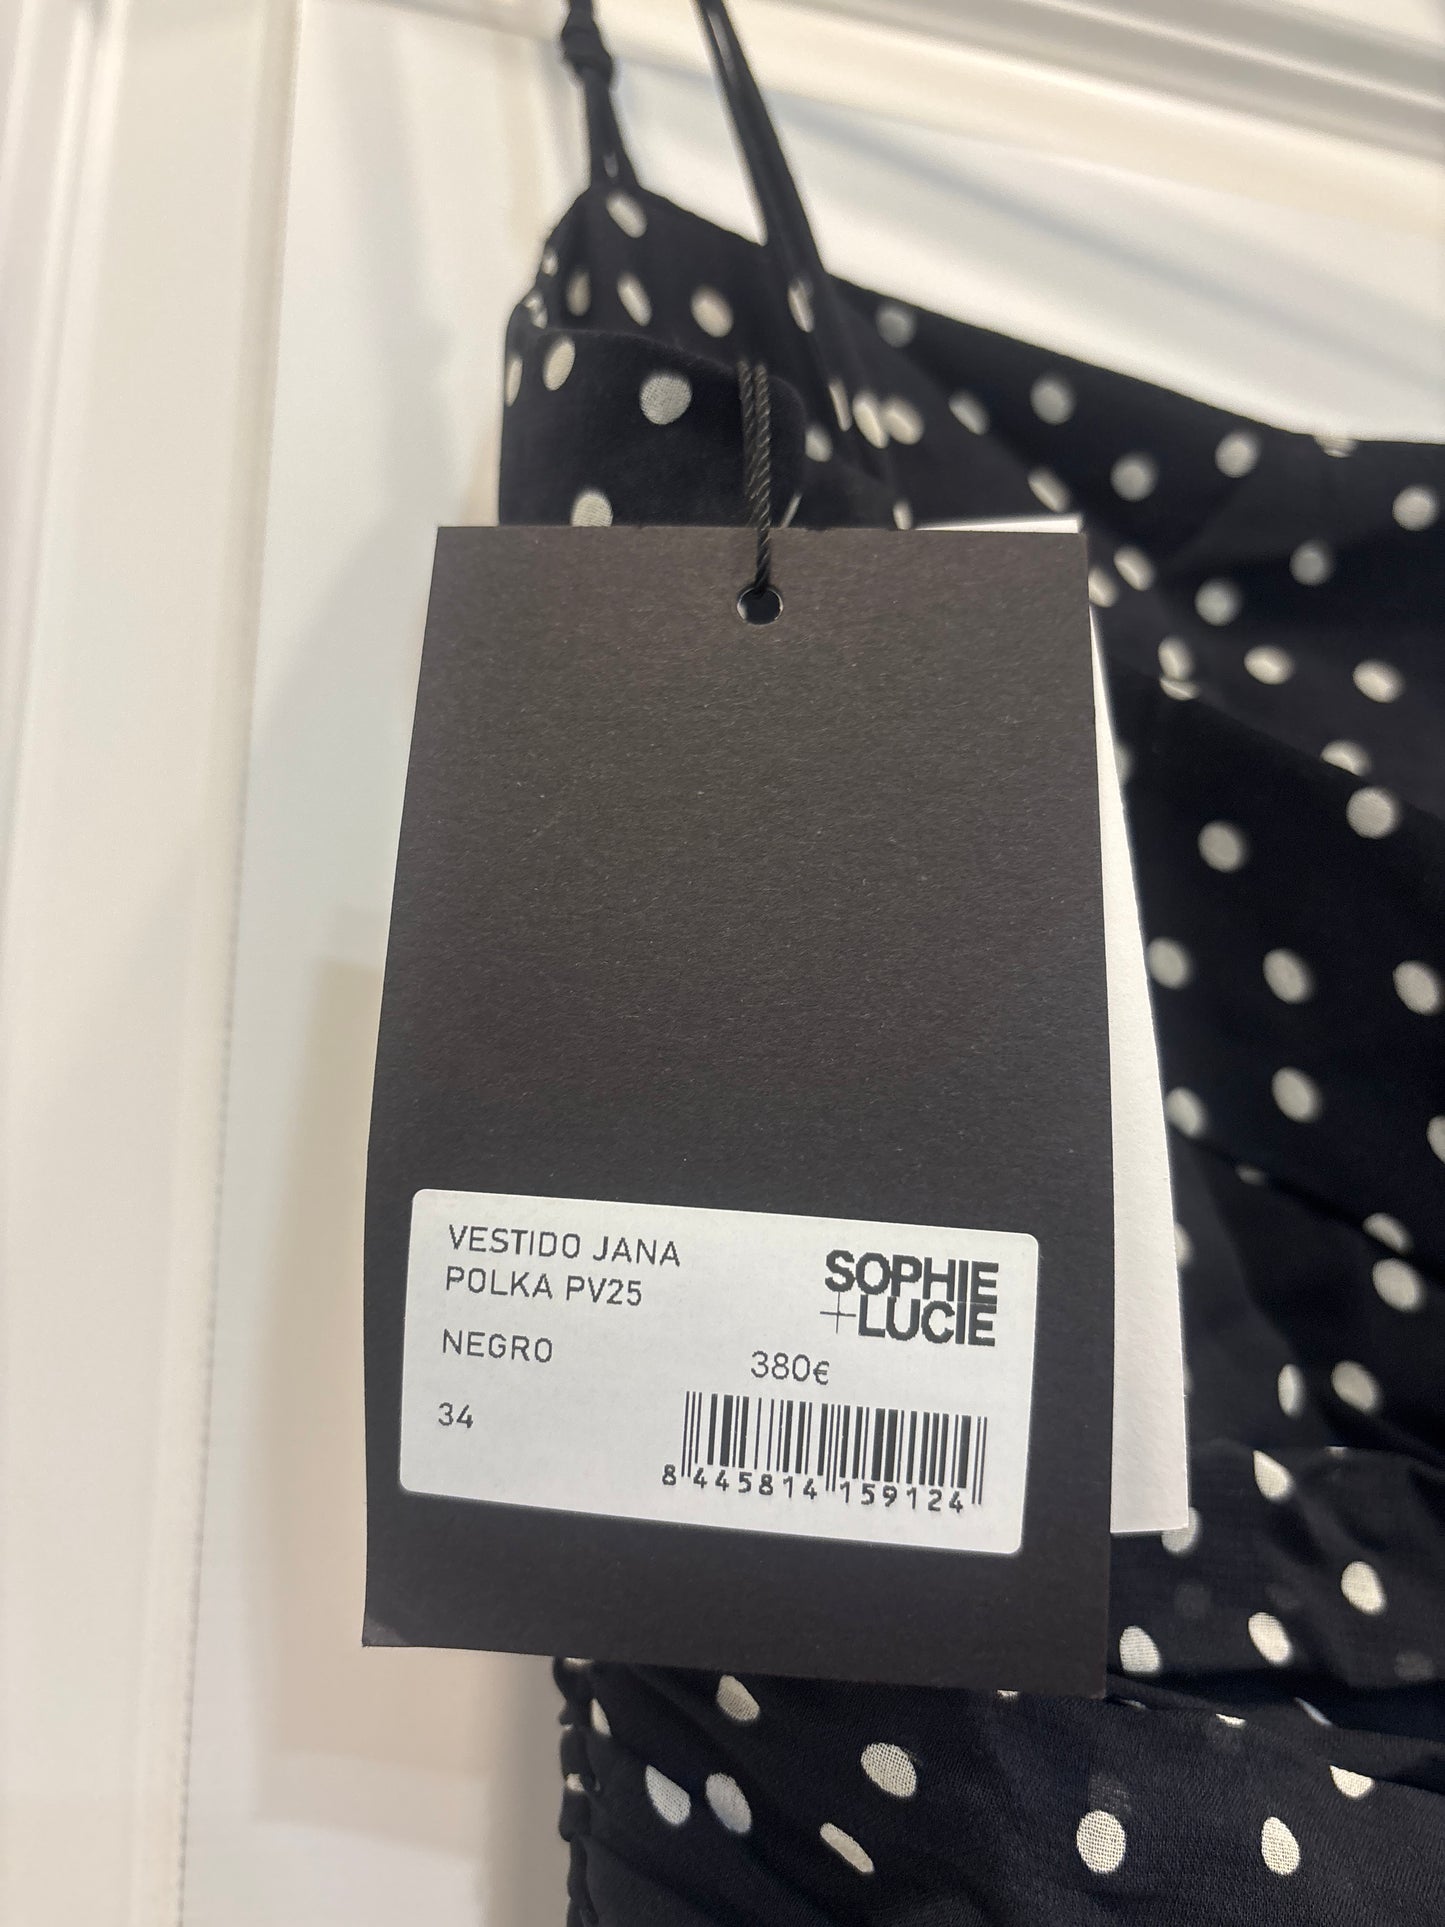 VESTIDO JANA
POLKA PV25
NEGRO
34
SOPHIE
+LUCIE
380€
8 445814 159124